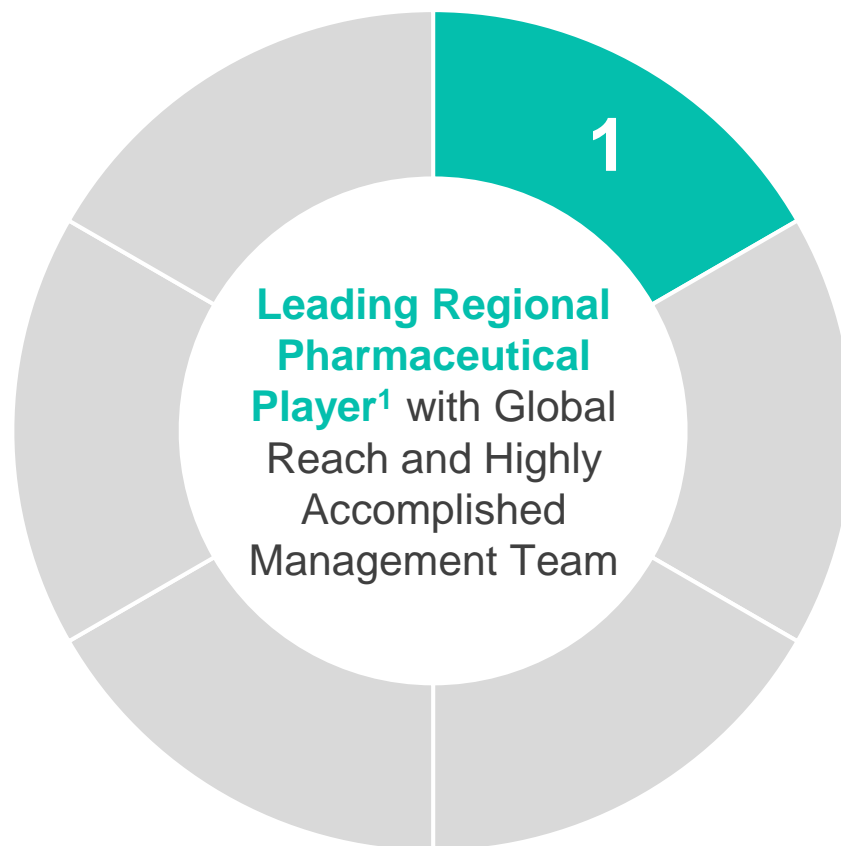 1
Leading Regional
Pharmaceutical
Player¹ with Global
Reach and Highly
Accomplished
Management Team